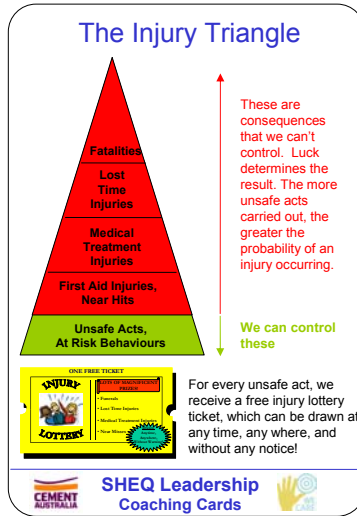 The Injury Triangle
Fatalities
Lost
Time
Injuries
Medical
Treatment
Injuries
First Aid Injuries,
Near Hits
Unsafe Acts,
At Risk Behaviours
These are
consequences
that we can't
control. Luck
determines the
result. The more
unsafe acts
carried out, the
greater the
probability of an
injury occurring.
We can control
these
ONE FREE TICKET
INJURY
LOTTERY
LOTS OF MAGNIFICENT
PRIZES!
• Funerals
• Lost Time Injuries
• Medical Treatment Injuries
• Near Misses
For every unsafe act, we
receive a free injury lottery
ticket, which can be drawn at
any time, any where, and
without any notice!
CEMENT
AUSTRALIA
SHEQ Leadership
Coaching Cards
WE
CARE